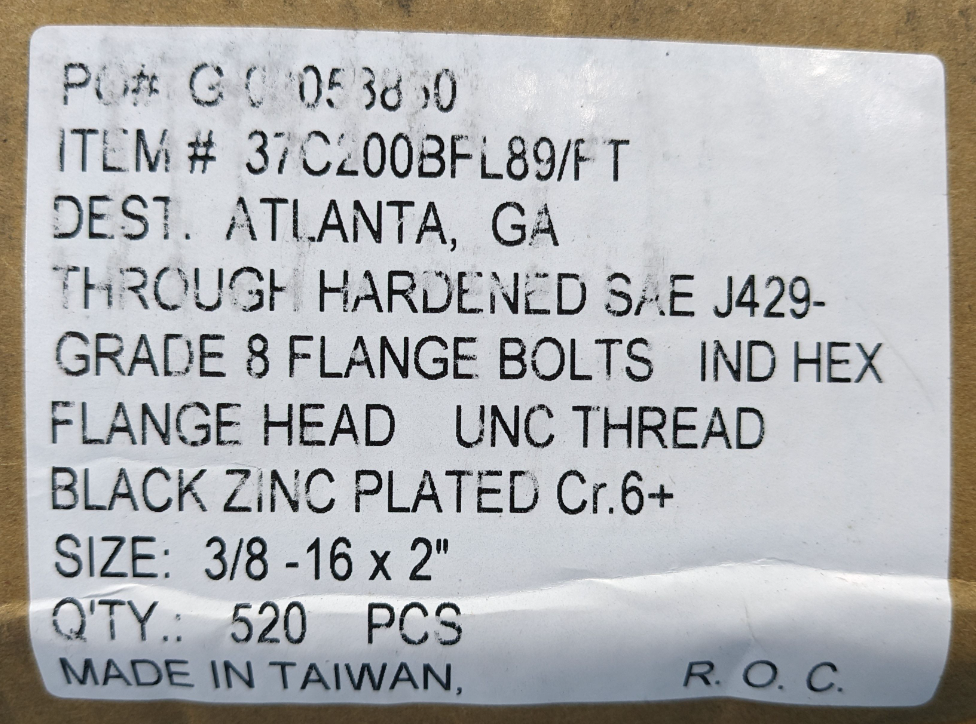 PO# G
ITEM # 37C200BFL89/FT
DEST. ATLANTA, GA
THROUGH HARDENED SAE J429-
GRADE 8 FLANGE BOLTS IND HEX
FLANGE HEAD UNC THREAD
BLACK ZINC PLATED Cr.6+
SIZE: 3/8 -16 x 2"
Q'TY.: 520 PCS
MADE IN TAIWAN, R. O. C.